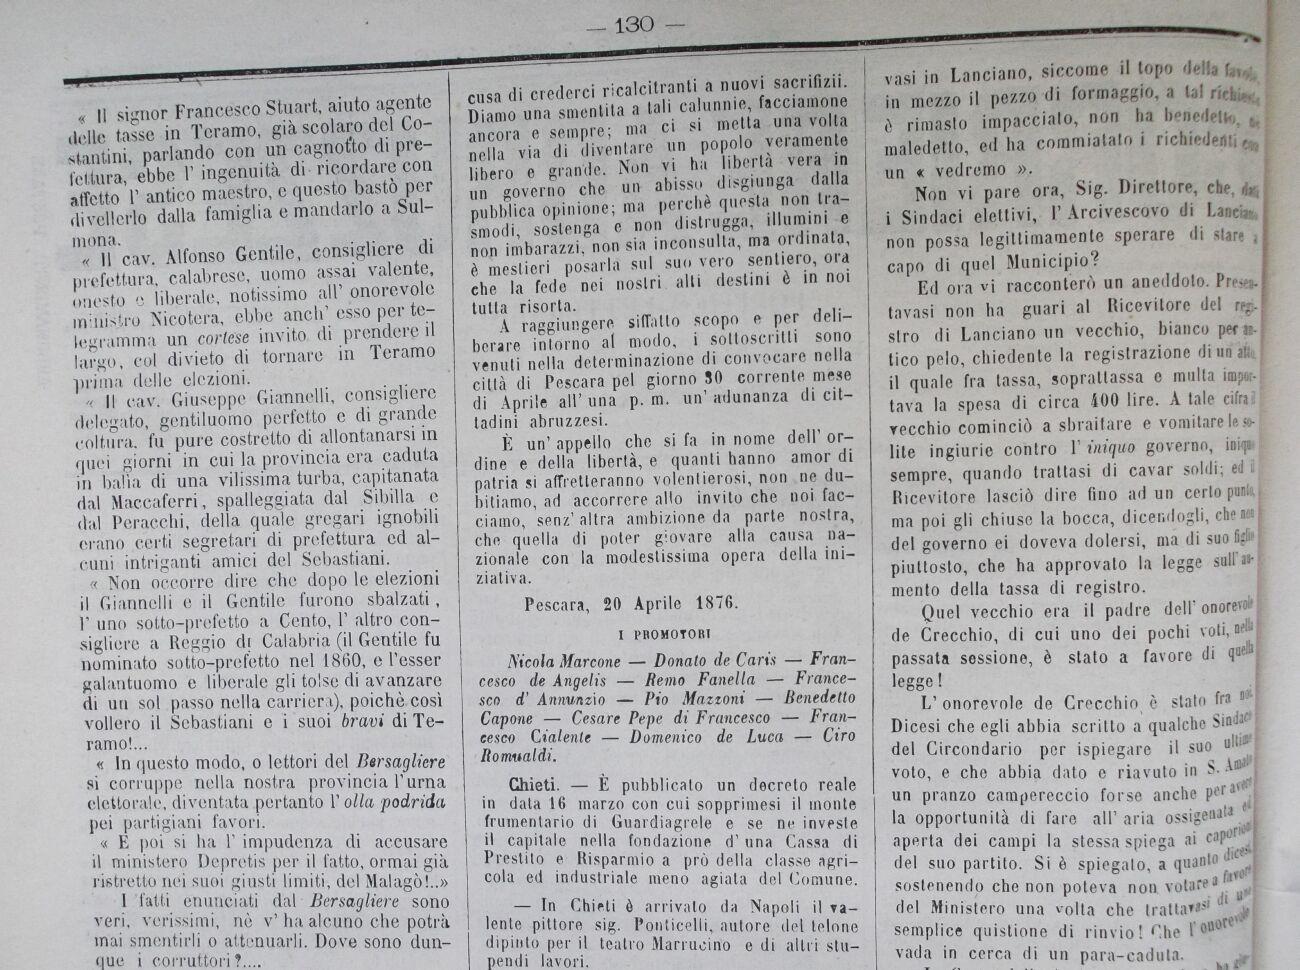 — 130 —
« Il signor Francesco Stuart, aiuto agente
delle tasse in Teramo, già scolaro del Co-
stantini, parlando con un cagnotto di pre-
fettura, ebbe l' ingenuità di ricordare con
affetto l' antico maestro, e questo bastò per
divellerlo dalla famiglia e mandarlo a Sul-
mona.
« Il cav. Alfonso Gentile, consigliere di
prefettura, calabrese, uomo assai valente,
onesto e liberale, notissimo all' onorevole
ministro Nicotera, ebbe anch' esso per te-
legramma un cortese invito di prendere il
largo, col divieto di tornare in Teramo
prima delle elezioni.
« Il cav. Giuseppe Giannelli, consigliere
delegato, gentiluomo perfetto e di grande
coltura, fu pure costretto di allontanarsi in
quei giorni in cui la provincia era caduta
in balìa di una vilissima turba, capitanata
dal Maccaferri, spalleggiata dal Sibilla e
dal Peracchi, della quale gregari ignobili
erano certi segretari di prefettura ed al-
cuni intriganti amici del Sebastiani.
« Non occorre dire che dopo le elezioni
il Giannelli e il Gentile furono sbalzati,
l' uno sotto-prefetto a Cento, l' altro con-
sigliere a Reggio di Calabria (il Gentile fu
nominato sotto-prefetto nel 1860, e l'esser
galantuomo e liberale gli tolse di avanzare
di un sol passo nella carriera), poichè così
vollero il Sebastiani e i suoi bravi di Te-
ramo!...
« In questo modo, o lettori del Bersagliere
si corruppe nella nostra provincia l'urna
elettorale, diventata pertanto l' olla podrida
pei partigiani favori.
« E poi si ha l' impudenza di accusare
il ministero Depretis per il fatto, ormai già
ristretto nei suoi giusti limiti, del Malagò!..»
I fatti enunciati dal Bersagliere sono
veri, verissimi, nè v' ha alcuno che potrà
mai smentirli o attenuarli. Dove sono dun-
que i corruttori?....
cusa di crederci ricalcitranti a nuovi sacrifizii.
Diamo una smentita a tali calunnie, facciamone
ancora e sempre; ma ci si metta una volta
nella via di diventare un popolo veramente
libero e grande. Non vi ha libertà vera in
un governo che un abisso disgiunga dalla
pubblica opinione; ma perchè questa non tra-
smodi, sostenga e non distrugga, illumini e
non imbarazzi, non sia inconsulta, ma ordinata,
è mestieri posarla sul suo vero sentiero, ora
che la fede nei nostri alti destini è in noi
tutta risorta.
A raggiungere siffatto scopo e per deli-
berare intorno al modo, i sottoscritti sono
venuti nella determinazione di convocare nella
città di Pescara pel giorno 30 corrente mese
di Aprile all' una p. m. un' adunanza di cit-
tadini abruzzesi.
È un' appello che si fa in nome dell' or-
dine e della libertà, e quanti hanno amor di
patria si affretteranno volentierosi, non ne du-
bitiamo, ad accorrere allo invito che noi fac-
ciamo, senz' altra ambizione da parte nostra,
che quella di poter giovare alla causa na-
zionale con la modestissima opera della ini-
ziativa.
Pescara, 20 Aprile 1876.
I PROMOTORI
Nicola Marcone — Donato de Caris — Fran-
cesco de Angelis — Remo Fanella — France-
sco d' Annunzio — Pio Mazzoni — Benedetto
Capone — Cesare Pepe di Francesco — Fran-
cesco Cialente — Domenico de Luca — Ciro
Romualdi.
Chieti. — È pubblicato un decreto reale
in data 16 marzo con cui sopprimesi il monte
frumentario di Guardiagrele e se ne investe
il capitale nella fondazione d' una Cassa di
Prestito e Risparmio a prò della classe agri-
cola ed industriale meno agiata del Comune.
— In Chieti è arrivato da Napoli il va-
lente pittore sig. Ponticelli, autore del telone
dipinto per il teatro Marrucino e di altri stu-
pendi lavori.
vasi in Lanciano, siccome il topo della favola
in mezzo il pezzo di formaggio, a tal richiesta
è rimasto impacciato, non ha benedetto, nè
maledetto, ed ha commiatato i richiedenti con
un « vedremo ».
Non vi pare ora, Sig. Direttore, che, dati
i Sindaci elettivi, l' Arcivescovo di Lanciano
non possa legittimamente sperare di stare a
capo di quel Municipio?
Ed ora vi racconterò un aneddoto. Presen-
tavasi non ha guari al Ricevitore del regi-
stro di Lanciano un vecchio, bianco per an-
tico pelo, chiedente la registrazione di un atto,
il quale fra tassa, soprattassa e multa impor-
tava la spesa di circa 400 lire. A tale cifra il
vecchio cominciò a sbraitare e vomitare le so-
lite ingiurie contro l' iniquo governo, iniquo
sempre, quando trattasi di cavar soldi; ed il
Ricevitore lasciò dire fino ad un certo punto,
ma poi gli chiuse la bocca, dicendogli, che non
del governo ei doveva dolersi, ma di suo figlio
piuttosto, che ha approvato la legge sull' au-
mento della tassa di registro.
Quel vecchio era il padre dell' onorevole
de Crecchio, di cui uno dei pochi voti, nella
passata sessione, è stato a favore di quella
legge!
L' onorevole de Crecchio è stato fra noi.
Dicesi che egli abbia scritto a qualche Sindaco
del Circondario per ispiegare il suo ultimo
voto, e che abbia dato e riavuto in S. Amato
un pranzo campereccio forse anche per avere
la opportunità di fare all' aria ossigenata ed
aperta dei campi la stessa spiega ai caporioni
del suo partito. Si è spiegato, a quanto dicesi,
sostenendo che non poteva non votare a favore
del Ministero una volta che trattavasi di una
semplice quistione di rinvio! Che l'onorevole
vada in cerca di un para-caduta.